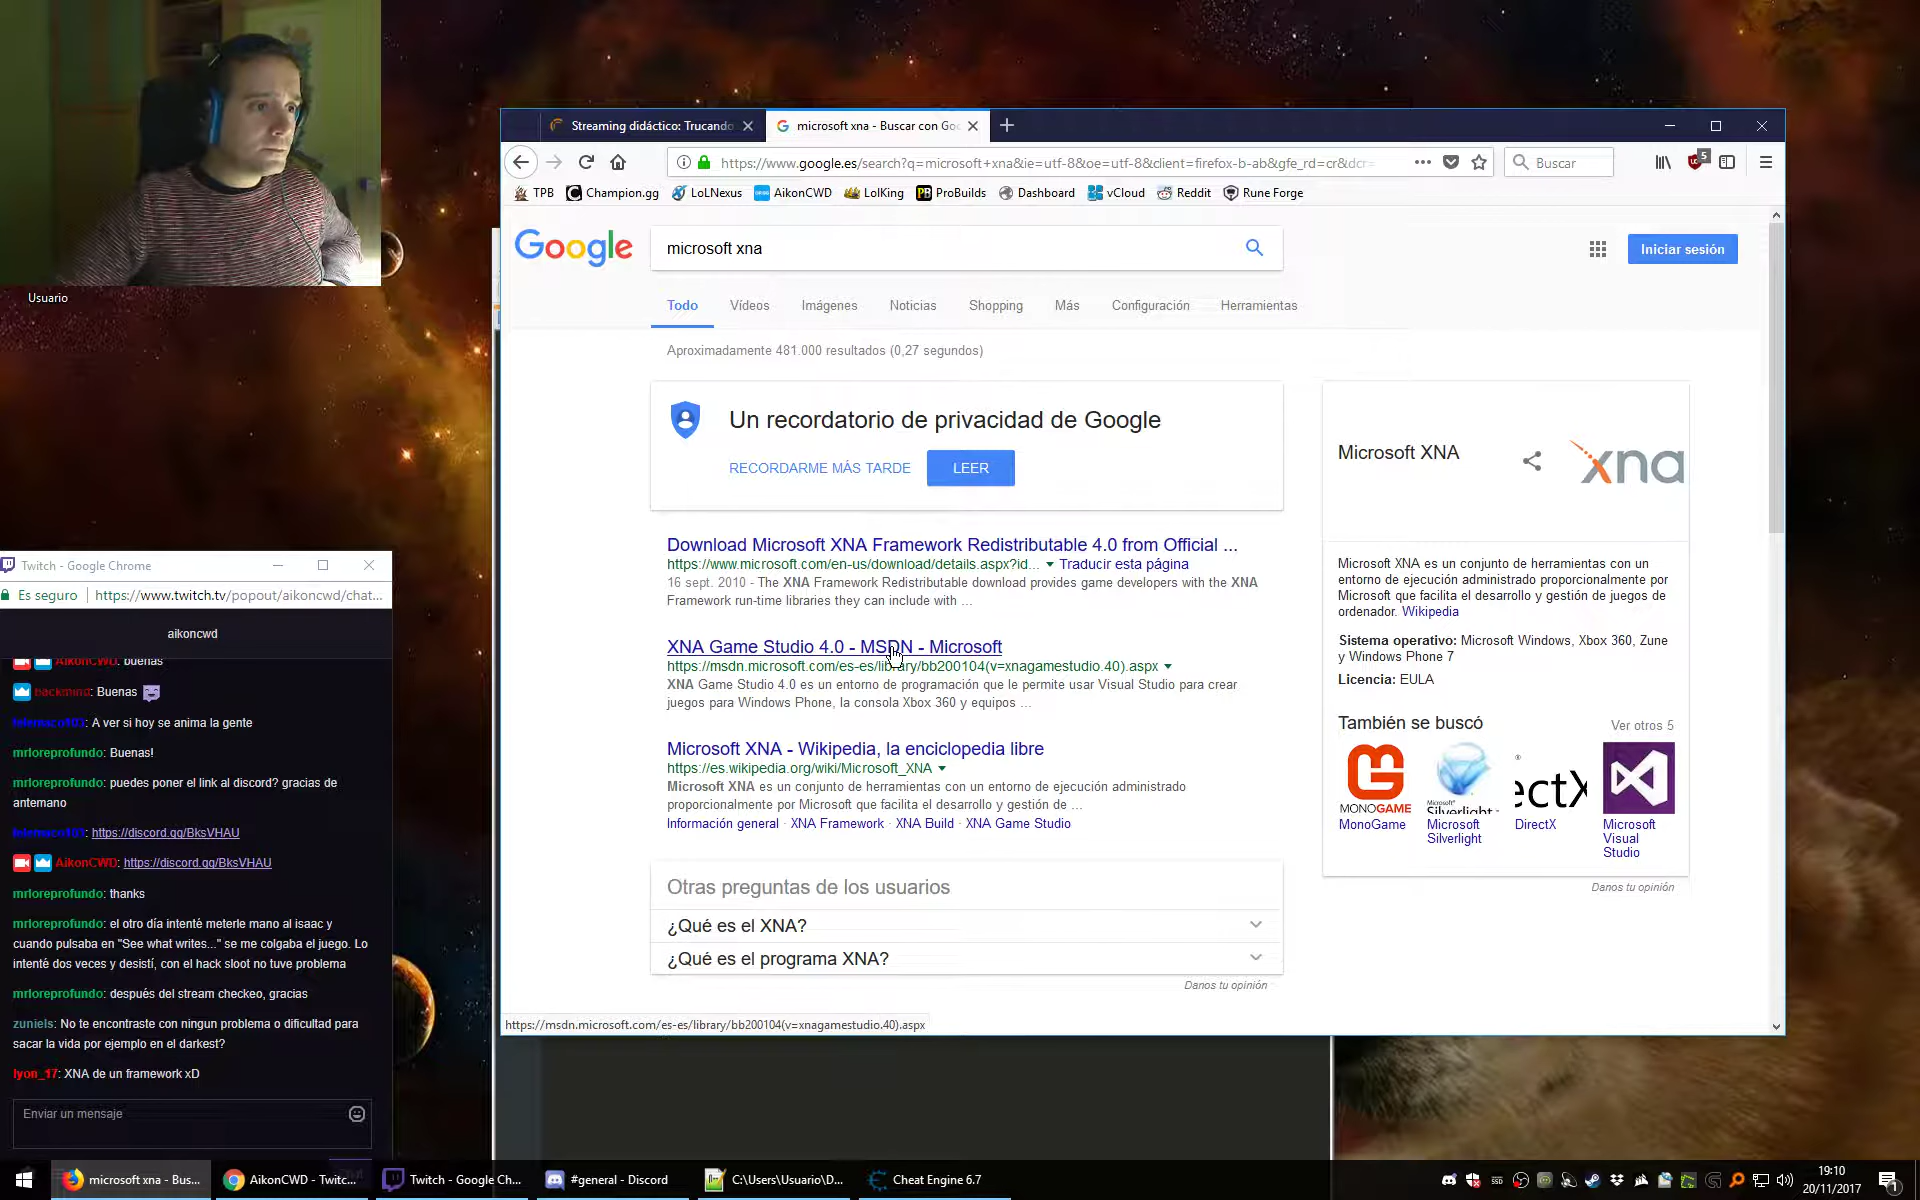 Usuario
Streaming didáctico: Trucando
microsoft xna - Buscar con Goo
https://www.google.es/search?q=microsoft+xna&ie=utf-8&oe=utf-8&client=firefox-b-ab&gfe_rd=cr&dcr=
Buscar
5
TPB
Champion.gg
LoLNexus
AikonCWD
LolKing
ProBuilds
Dashboard
vCloud
Reddit
Rune Forge
Google
microsoft xna
Iniciar sesión
Todo
Vídeos
Imágenes
Noticias
Shopping
Más
Configuración
Herramientas
Aproximadamente 481.000 resultados (0,27 segundos)
Un recordatorio de privacidad de Google
RECORDARME MÁS TARDE
LEER
Download Microsoft XNA Framework Redistributable 4.0 from Official ...
https://www.microsoft.com/en-us/download/details.aspx?id... Traducir esta página
16 sept. 2010 - The XNA Framework Redistributable download provides game developers with the XNA
Framework run-time libraries they can include with ...
XNA Game Studio 4.0 - MSDN - Microsoft
https://msdn.microsoft.com/es-es/library/bb200104(v=xnagamestudio.40).aspx
XNA Game Studio 4.0 es un entorno de programación que le permite usar Visual Studio para crear
juegos para Windows Phone, la consola Xbox 360 y equipos ...
Microsoft XNA - Wikipedia, la enciclopedia libre
https://es.wikipedia.org/wiki/Microsoft_XNA
Microsoft XNA es un conjunto de herramientas con un entorno de ejecución administrado
proporcionalmente por Microsoft que facilita el desarrollo y gestión de ...
Información general · XNA Framework · XNA Build · XNA Game Studio
Otras preguntas de los usuarios
¿Qué es el XNA?
¿Qué es el programa XNA?
Danos tu opinión
Microsoft XNA
xna
Microsoft XNA es un conjunto de herramientas con un
entorno de ejecución administrado proporcionalmente por
Microsoft que facilita el desarrollo y gestión de juegos de
ordenador. Wikipedia
Sistema operativo: Microsoft Windows, Xbox 360, Zune
y Windows Phone 7
Licencia: EULA
También se buscó
Ver otros 5
MONOGAME
Microsoft
Silverlight
ectX
MonoGame
Microsoft
Silverlight
DirectX
Microsoft
Visual
Studio
Danos tu opinión
https://msdn.microsoft.com/es-es/library/bb200104(v=xnagamestudio.40).aspx
Twitch - Google Chrome
Es seguro
https://www.twitch.tv/popout/aikoncwd/chat...
aikoncwd
AikonCWD: buenas
hackmind: Buenas
: A ver si hoy se anima la gente
mrloreprofundo: Buenas!
mrloreprofundo: puedes poner el link al discord? gracias de
antemano
: https://discord.gg/BksVHAU
AikonCWD: https://discord.gg/BksVHAU
mrloreprofundo: thanks
mrloreprofundo: el otro día intenté meterle mano al isaac y
cuando pulsaba en "See what writes..." se me colgaba el juego. Lo
intenté dos veces y desistí, con el hack sloot no tuve problema
mrloreprofundo: después del stream checkeo, gracias
zuniels: No te encontraste con ningun problema o dificultad para
sacar la vida por ejemplo en el darkest?
lyon_17: XNA de un framework xD
Enviar un mensaje
microsoft xna - Bus...
AikonCWD - Twitc...
Twitch - Google Ch...
#general - Discord
C:\Users\Usuario\D...
Cheat Engine 6.7
19:10
20/11/2017
1